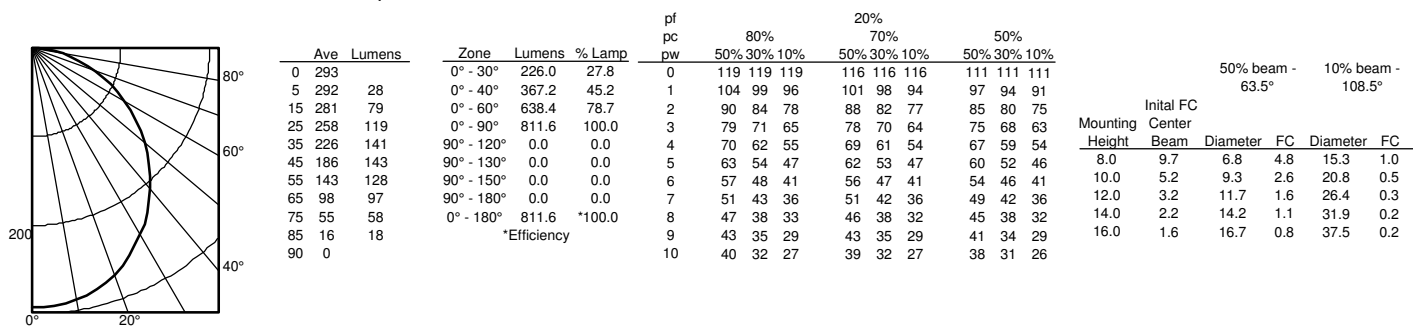 80°
60°
200
40°
0° 20°
Ave Lumens
0 293
5 292 28
15 281 79
25 258 119
35 226 141
45 186 143
55 143 128
65 98 97
75 55 58
85 16 18
90 0
Zone Lumens % Lamp
0° - 30° 226.0 27.8
0° - 40° 367.2 45.2
0° - 60° 638.4 78.7
0° - 90° 811.6 100.0
90° - 120° 0.0 0.0
90° - 130° 0.0 0.0
90° - 150° 0.0 0.0
90° - 180° 0.0 0.0
0° - 180° 811.6 *100.0
*Efficiency
pf 20%
pc 80% 70% 50%
pw 50% 30% 10% 50% 30% 10% 50% 30% 10%
0 119 119 119 116 116 116 111 111 111
1 104 99 96 101 98 94 97 94 91
2 90 84 78 88 82 77 85 80 75
3 79 71 65 78 70 64 75 68 63
4 70 62 55 69 61 54 67 59 54
5 63 54 47 62 53 47 60 52 46
6 57 48 41 56 47 41 54 46 41
7 51 43 36 51 42 36 49 42 36
8 47 38 33 46 38 32 45 38 32
9 43 35 29 43 35 29 41 34 29
10 40 32 27 39 32 27 38 31 26
50% beam - 10% beam -
63.5° 108.5°
Inital FC
Mounting Center
Height Beam Diameter FC Diameter FC
8.0 9.7 6.8 4.8 15.3 1.0
10.0 5.2 9.3 2.6 20.8 0.5
12.0 3.2 11.7 1.6 26.4 0.3
14.0 2.2 14.2 1.1 31.9 0.2
16.0 1.6 16.7 0.8 37.5 0.2